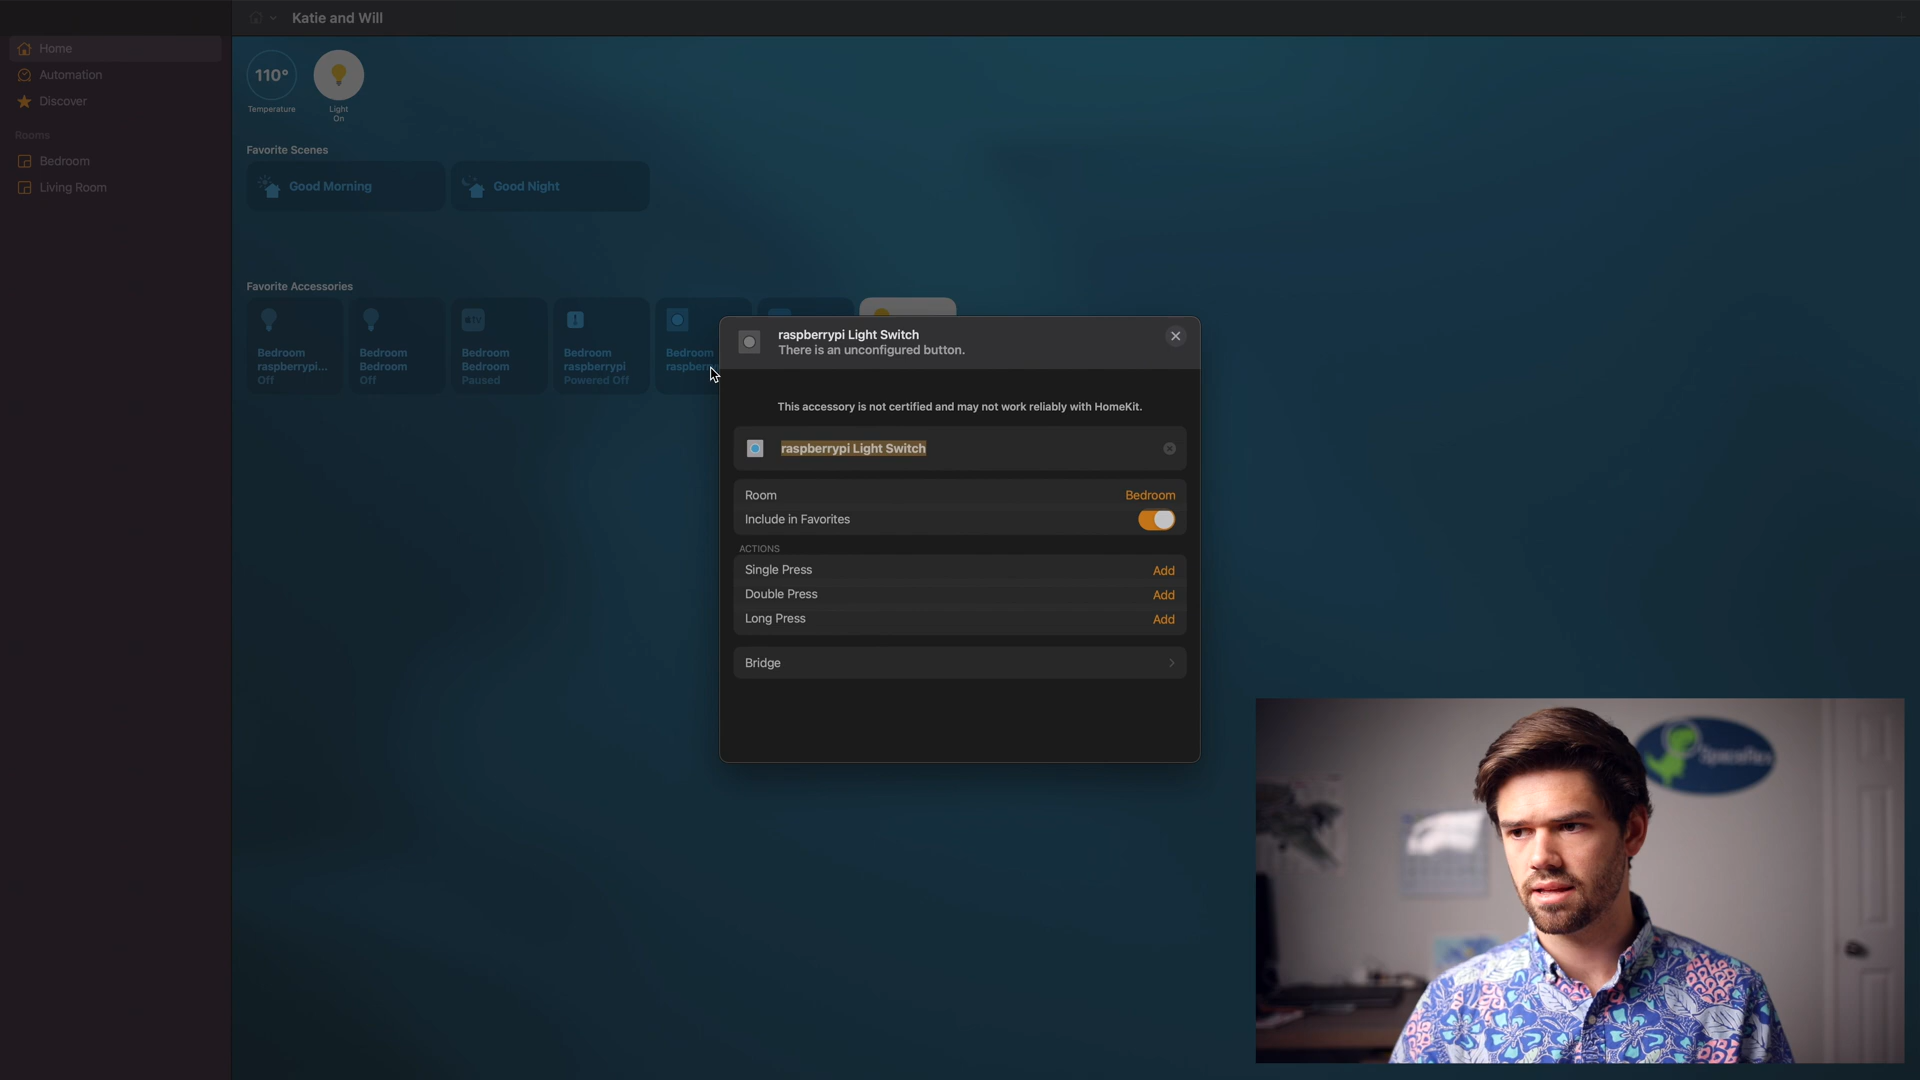 Katie and Will
Home
Automation
Discover
Rooms
Bedroom
Living Room
110°
Temperature
Light
On
Favorite Scenes
Good Morning
Good Night
Favorite Accessories
Bedroom
raspberrypi...
Off
Bedroom
Bedroom
Off
tv
Bedroom
Bedroom
Paused
Bedroom
raspberrypi
Powered Off
Bedroom
raspberr
raspberrypi Light Switch
There is an unconfigured button.
This accessory is not certified and may not work reliably with HomeKit.
raspberrypi Light Switch
Room
Bedroom
Include in Favorites
ACTIONS
Single Press
Add
Double Press
Add
Long Press
Add
Bridge